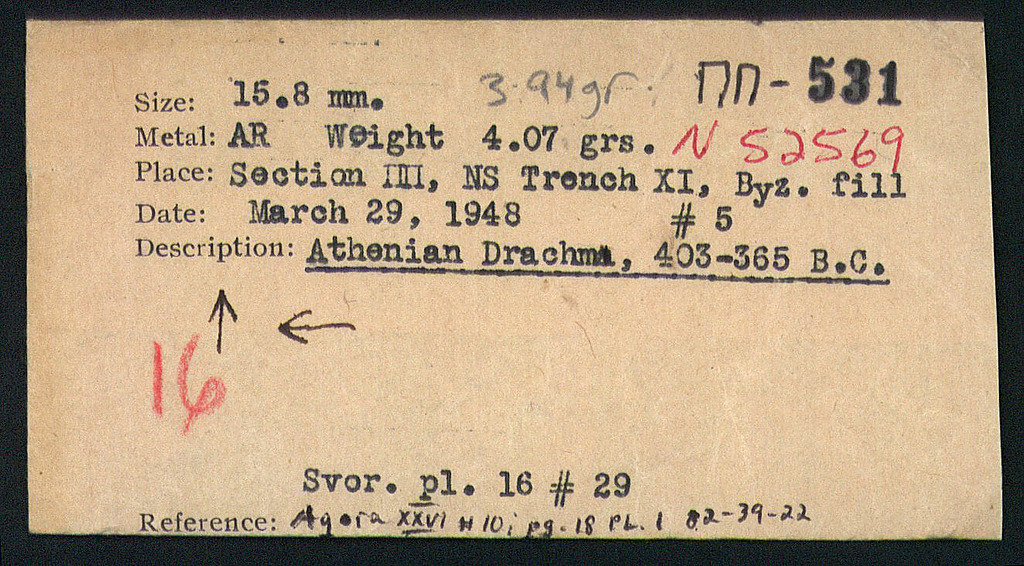 Size: 15.8 mm. 3.94gr. ΠΠ-531
Metal: AR Weight 4.07 grs. N 52569
Place: Section III, NS Trench XI, Byz. fill
Date: March 29, 1948 # 5
Description: Athenian Drachma, 403-365 B.C.
↑ ←
16
Svor. pl. 16 # 29
Reference: Agora XXVI # 10; pg. 18 PL. 1 82-39-22